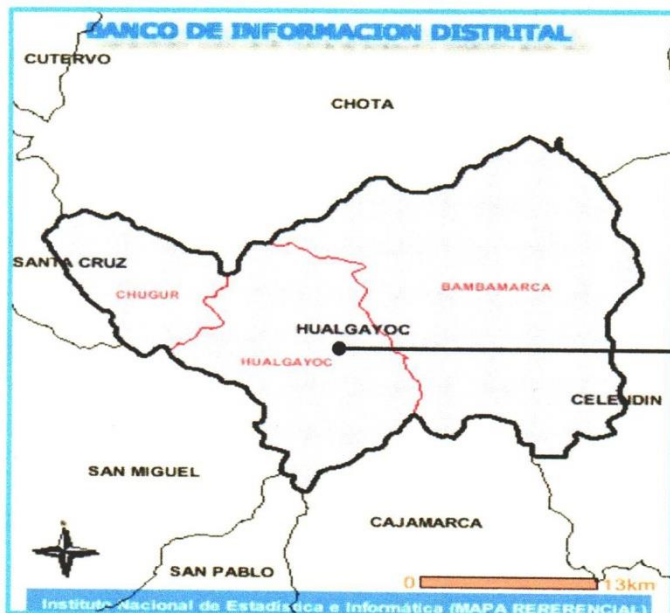 BANCO DE INFORMACION DISTRITAL
CUTERVO
CHOTA
SANTA CRUZ
CHUGUR
BAMBAMARCA
HUALGAYOC
HUALGAYOC
CELENDIN
SAN MIGUEL
CAJAMARCA
SAN PABLO
0 13km
Instituto Nacional de Estadística e Informática (MAPA REFERENCIAL)